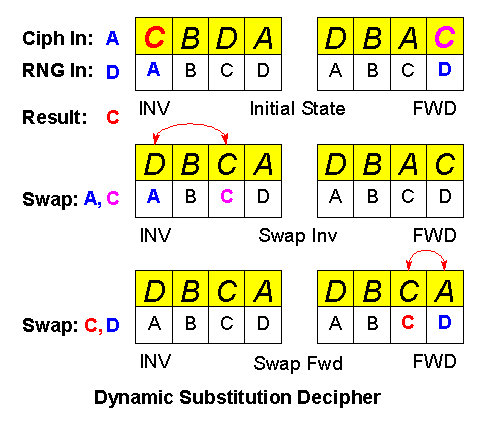 Ciph In: A C B D A D B A C
RNG In: D A B C D A B C D
Result: C INV Initial State FWD
D B C A D B A C
Swap: A, C A B C D A B C D
INV Swap Inv FWD
D B C A D B C A
Swap: C, D A B C D A B C D
INV Swap Fwd FWD
Dynamic Substitution Decipher